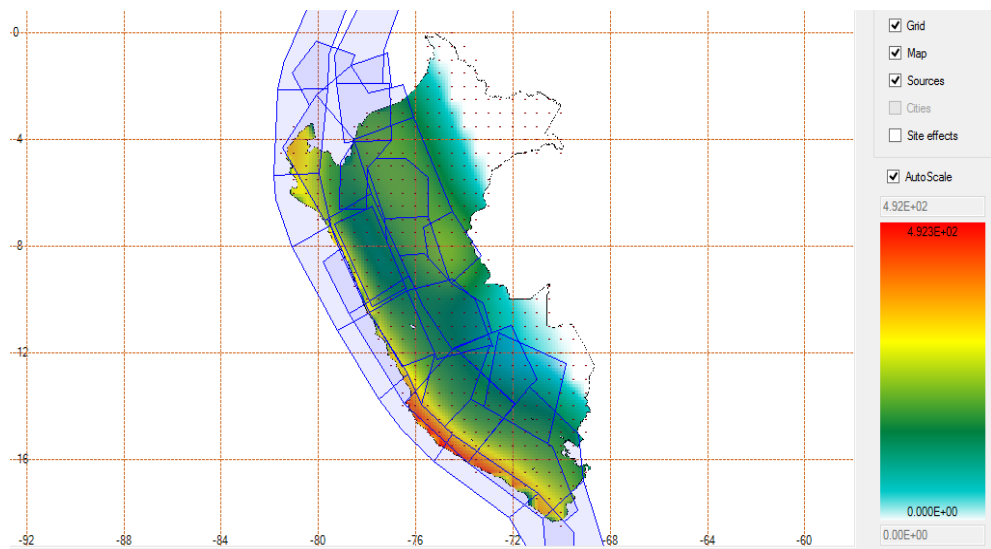 0
4
8
12
16
-92
-88
-84
-80
-76
-72
-68
-64
-60
Grid
Map
Sources
Cities
Site effects
AutoScale
4.92E+02
4.923E+02
0.000E+00
0.00E+00